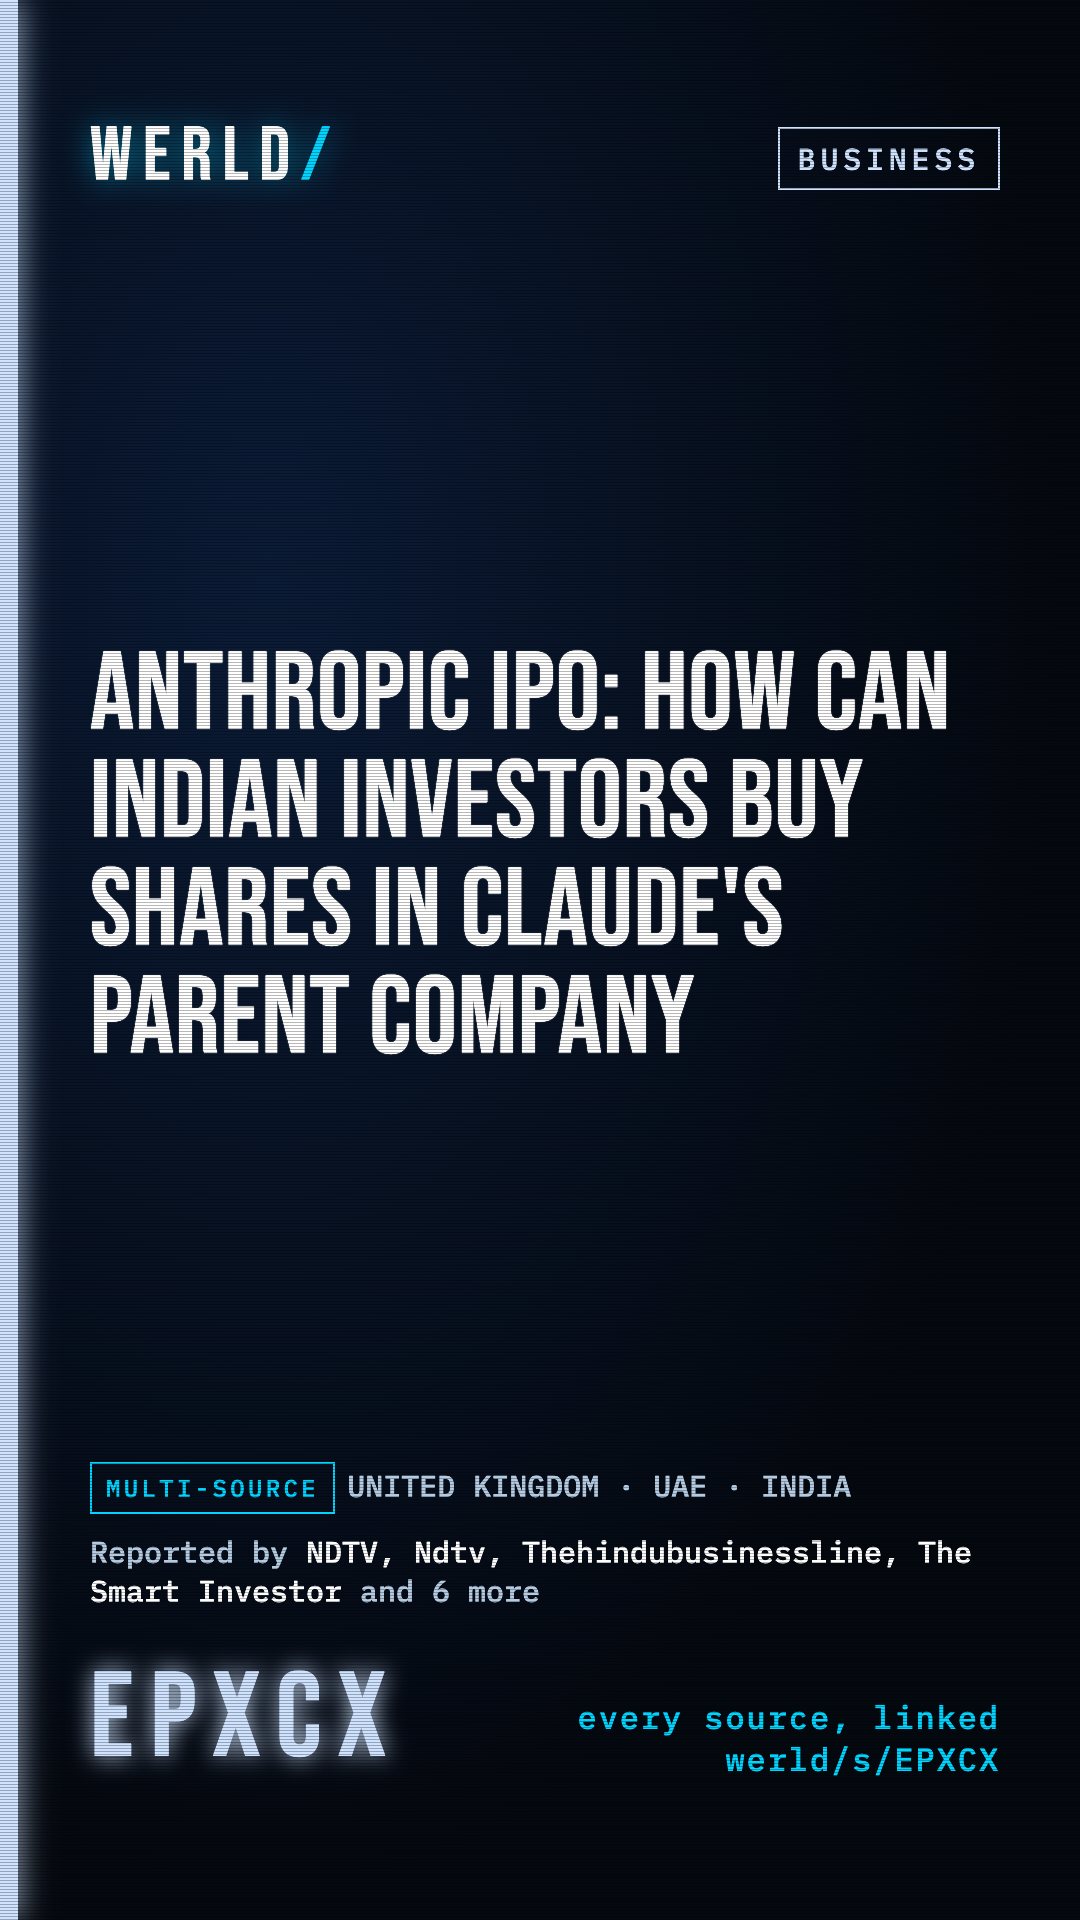 WERLD/
BUSINESS
ANTHROPIC IPO: HOW CAN
INDIAN INVESTORS BUY
SHARES IN CLAUDE'S
PARENT COMPANY
MULTI-SOURCE UNITED KINGDOM · UAE · INDIA
Reported by NDTV, Ndtv, Thehindubusinessline, The
Smart Investor and 6 more
EPXCX
every source, linked
werld/s/EPXCX